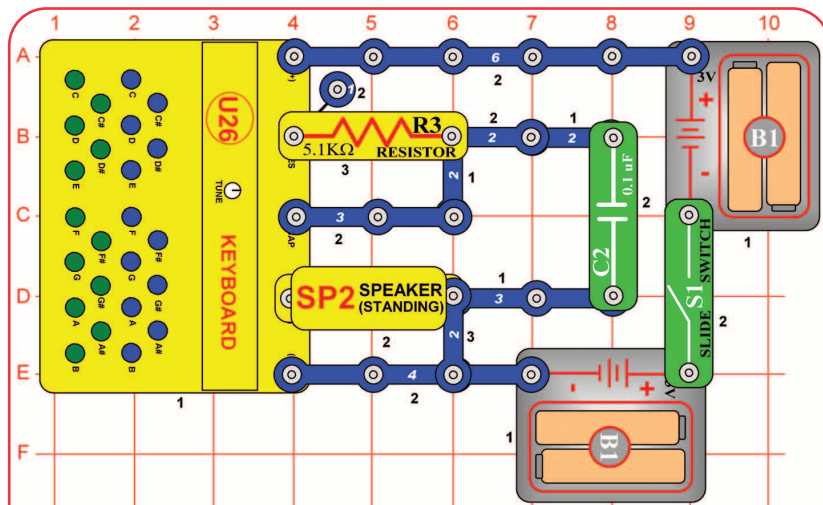 1 2 3 4 5 6 7 8 9 10
A
B
C
D
E
F
U26
KEYBOARD
TUNE
C
C#
D
D#
E
F
F#
G
G#
A
A#
B
C
C#
D
D#
E
F
F#
G
G#
A
A#
B
6
2
3V
+
-
B1
1
2
R3
5.1KΩ
RESISTOR
3
2
2
1
2
2
1
3
2
AP
0.1 uF
C2
2
S1
SLIDE SWITCH
2
SP2 SPEAKER
(STANDING)
2
1
3
2
3
4
2
1
-
+
B1
1